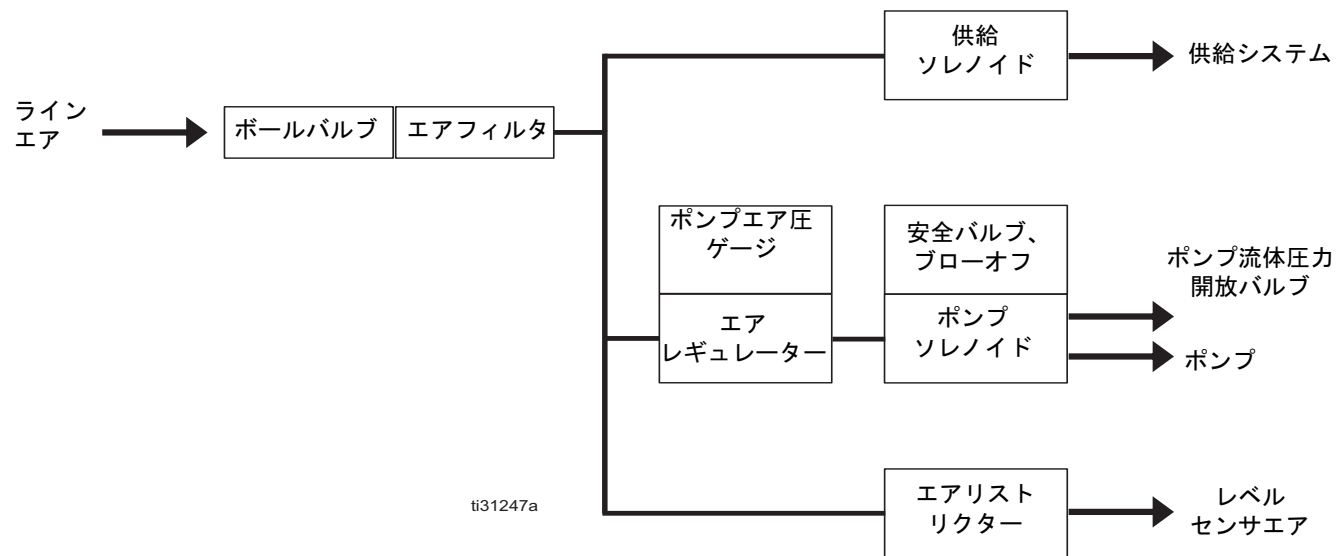 供給
ソレノイド
供給システム
ライン
エア
ボールバルブ
エアフィルタ
ポンプエア圧
ゲージ
安全バルブ、
ブローオフ
ポンプ流体圧力
開放バルブ
エア
レギュレーター
ポンプ
ソレノイド
ポンプ
ti31247a
エアリスト
リクター
レベル
センサエア